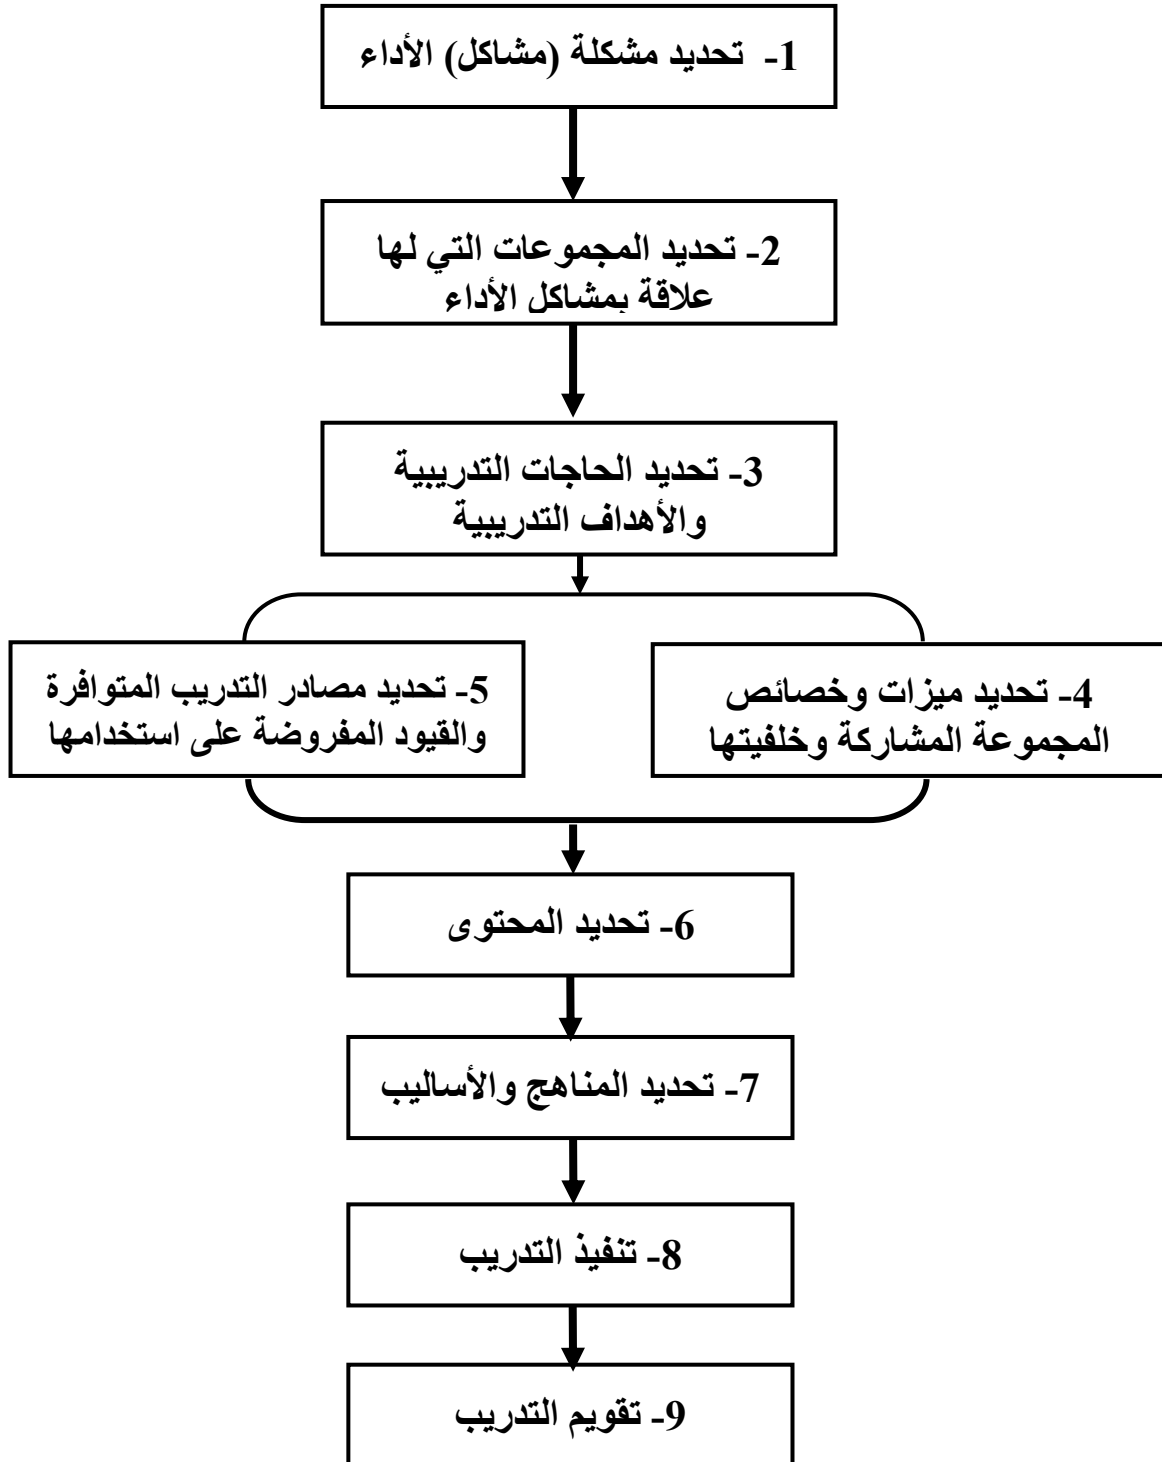 1- تحديد مشكلة (مشاكل) الأداء
2- تحديد المجموعات التي لها
علاقة بمشاكل الأداء
3- تحديد الحاجات التدريبية
والأهداف التدريبية
4- تحديد ميزات وخصائص
المجموعة المشاركة وخلفيتها
5- تحديد مصادر التدريب المتوافرة
والقيود المفروضة على استخدامها
6- تحديد المحتوى
7- تحديد المناهج والأساليب
8- تنفيذ التدريب
9- تقويم التدريب